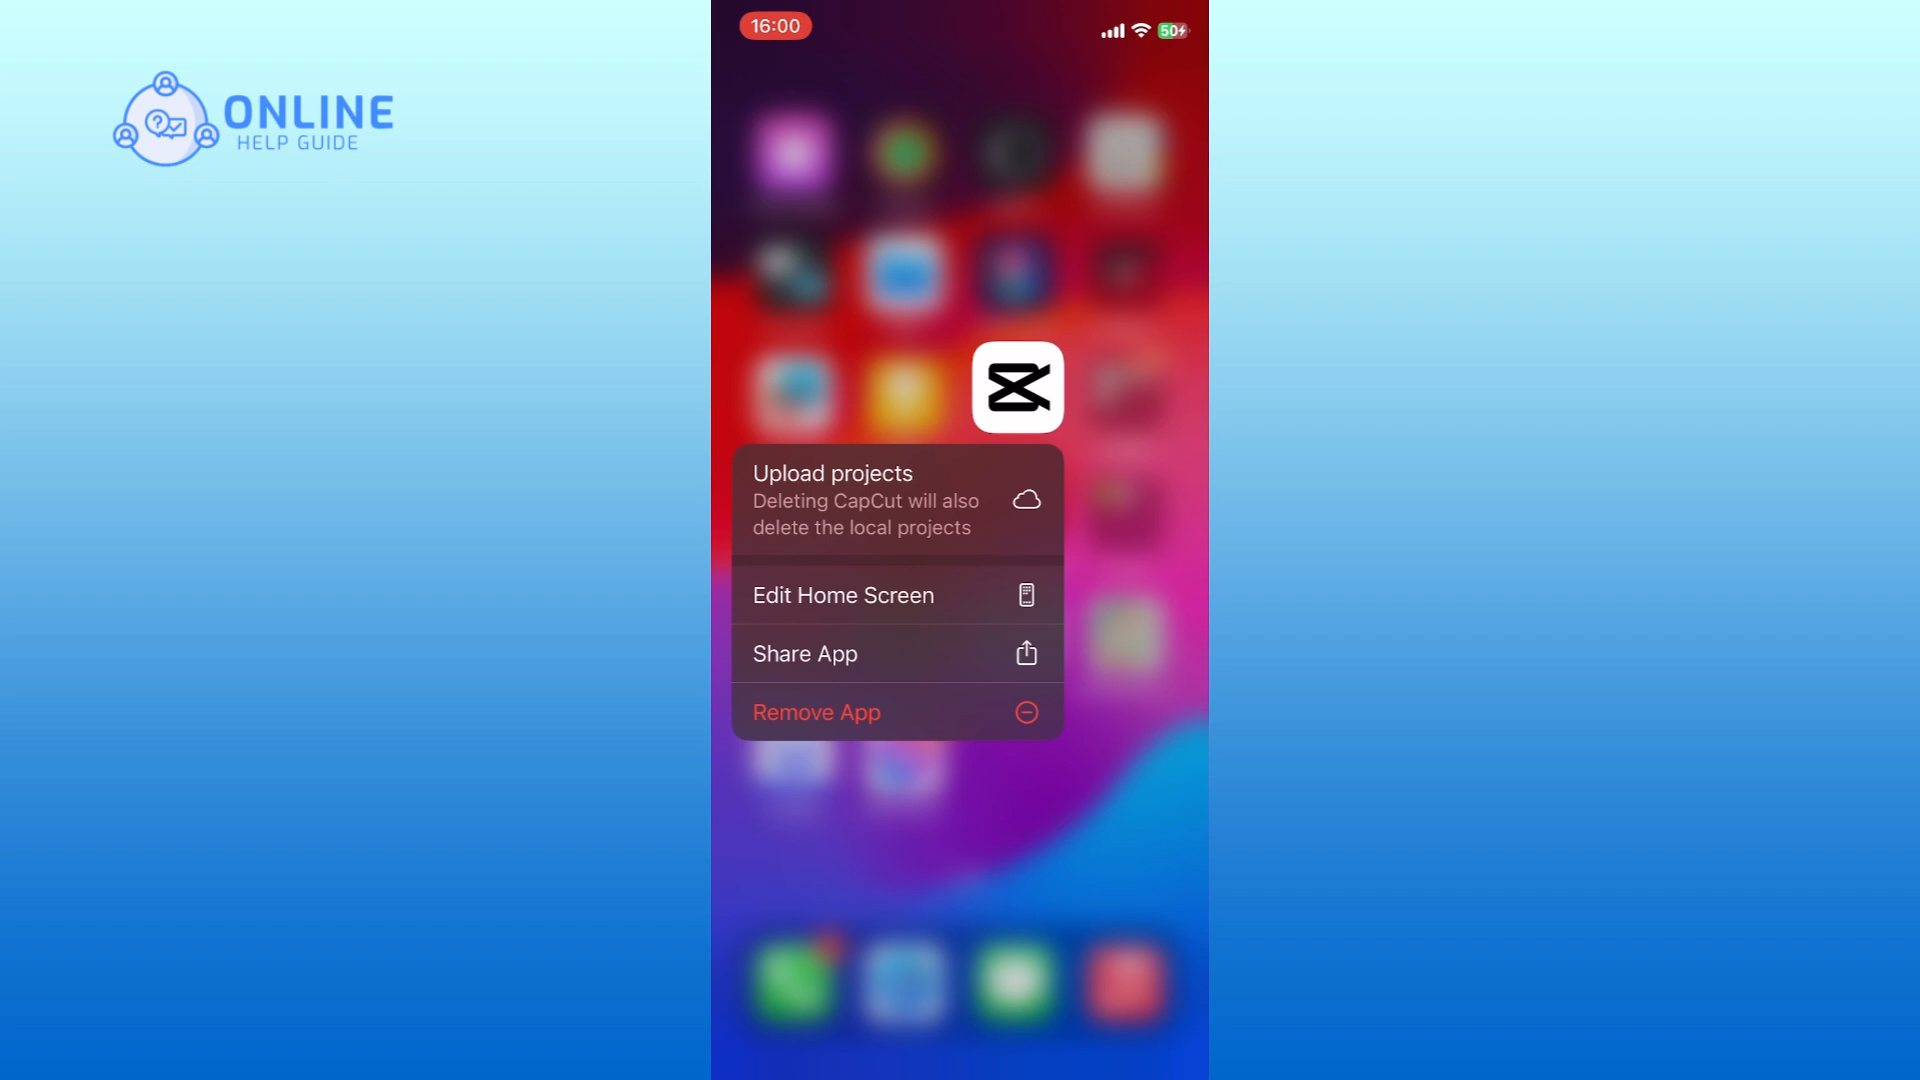 16:00
50
ONLINE
HELP GUIDE
Upload projects
Deleting CapCut will also
delete the local projects
Edit Home Screen
Share App
Remove App